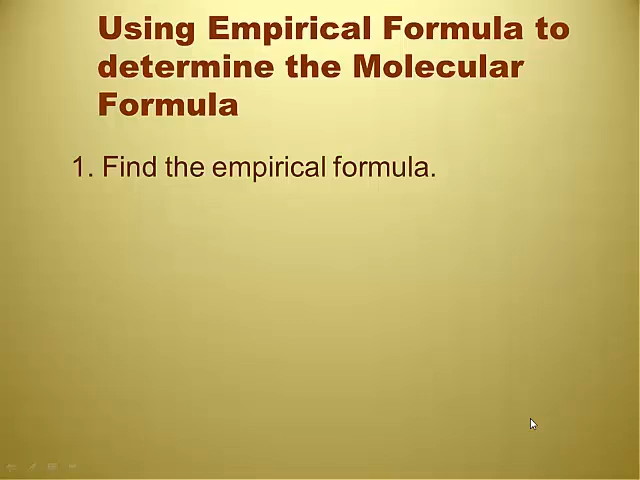 Using Empirical Formula to
determine the Molecular
Formula
1. Find the empirical formula.